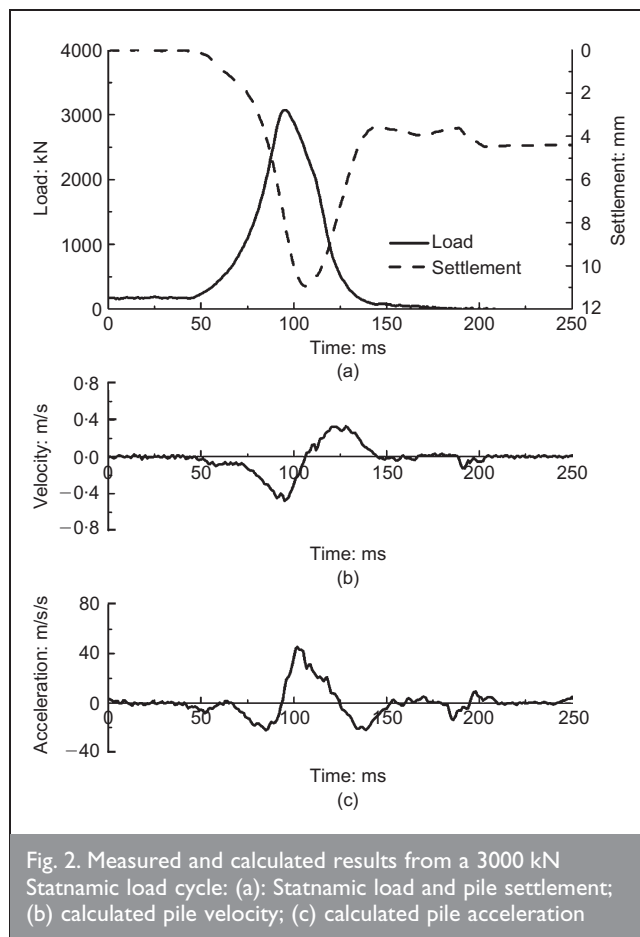 4000
3000
2000
1000
0
Load: kN
0
2
4
6
8
10
12
Settlement: mm
Load
Settlement
0 50 100 150 200 250
Time: ms
(a)
0·8
0·4
0·0
−0·4
−0·8
Velocity: m/s
0 50 100 150 200 250
Time: ms
(b)
80
40
0
−40
Acceleration: m/s/s
0 50 100 150 200 250
Time: ms
(c)
Fig. 2. Measured and calculated results from a 3000 kN
Statnamic load cycle: (a): Statnamic load and pile settlement;
(b) calculated pile velocity; (c) calculated pile acceleration